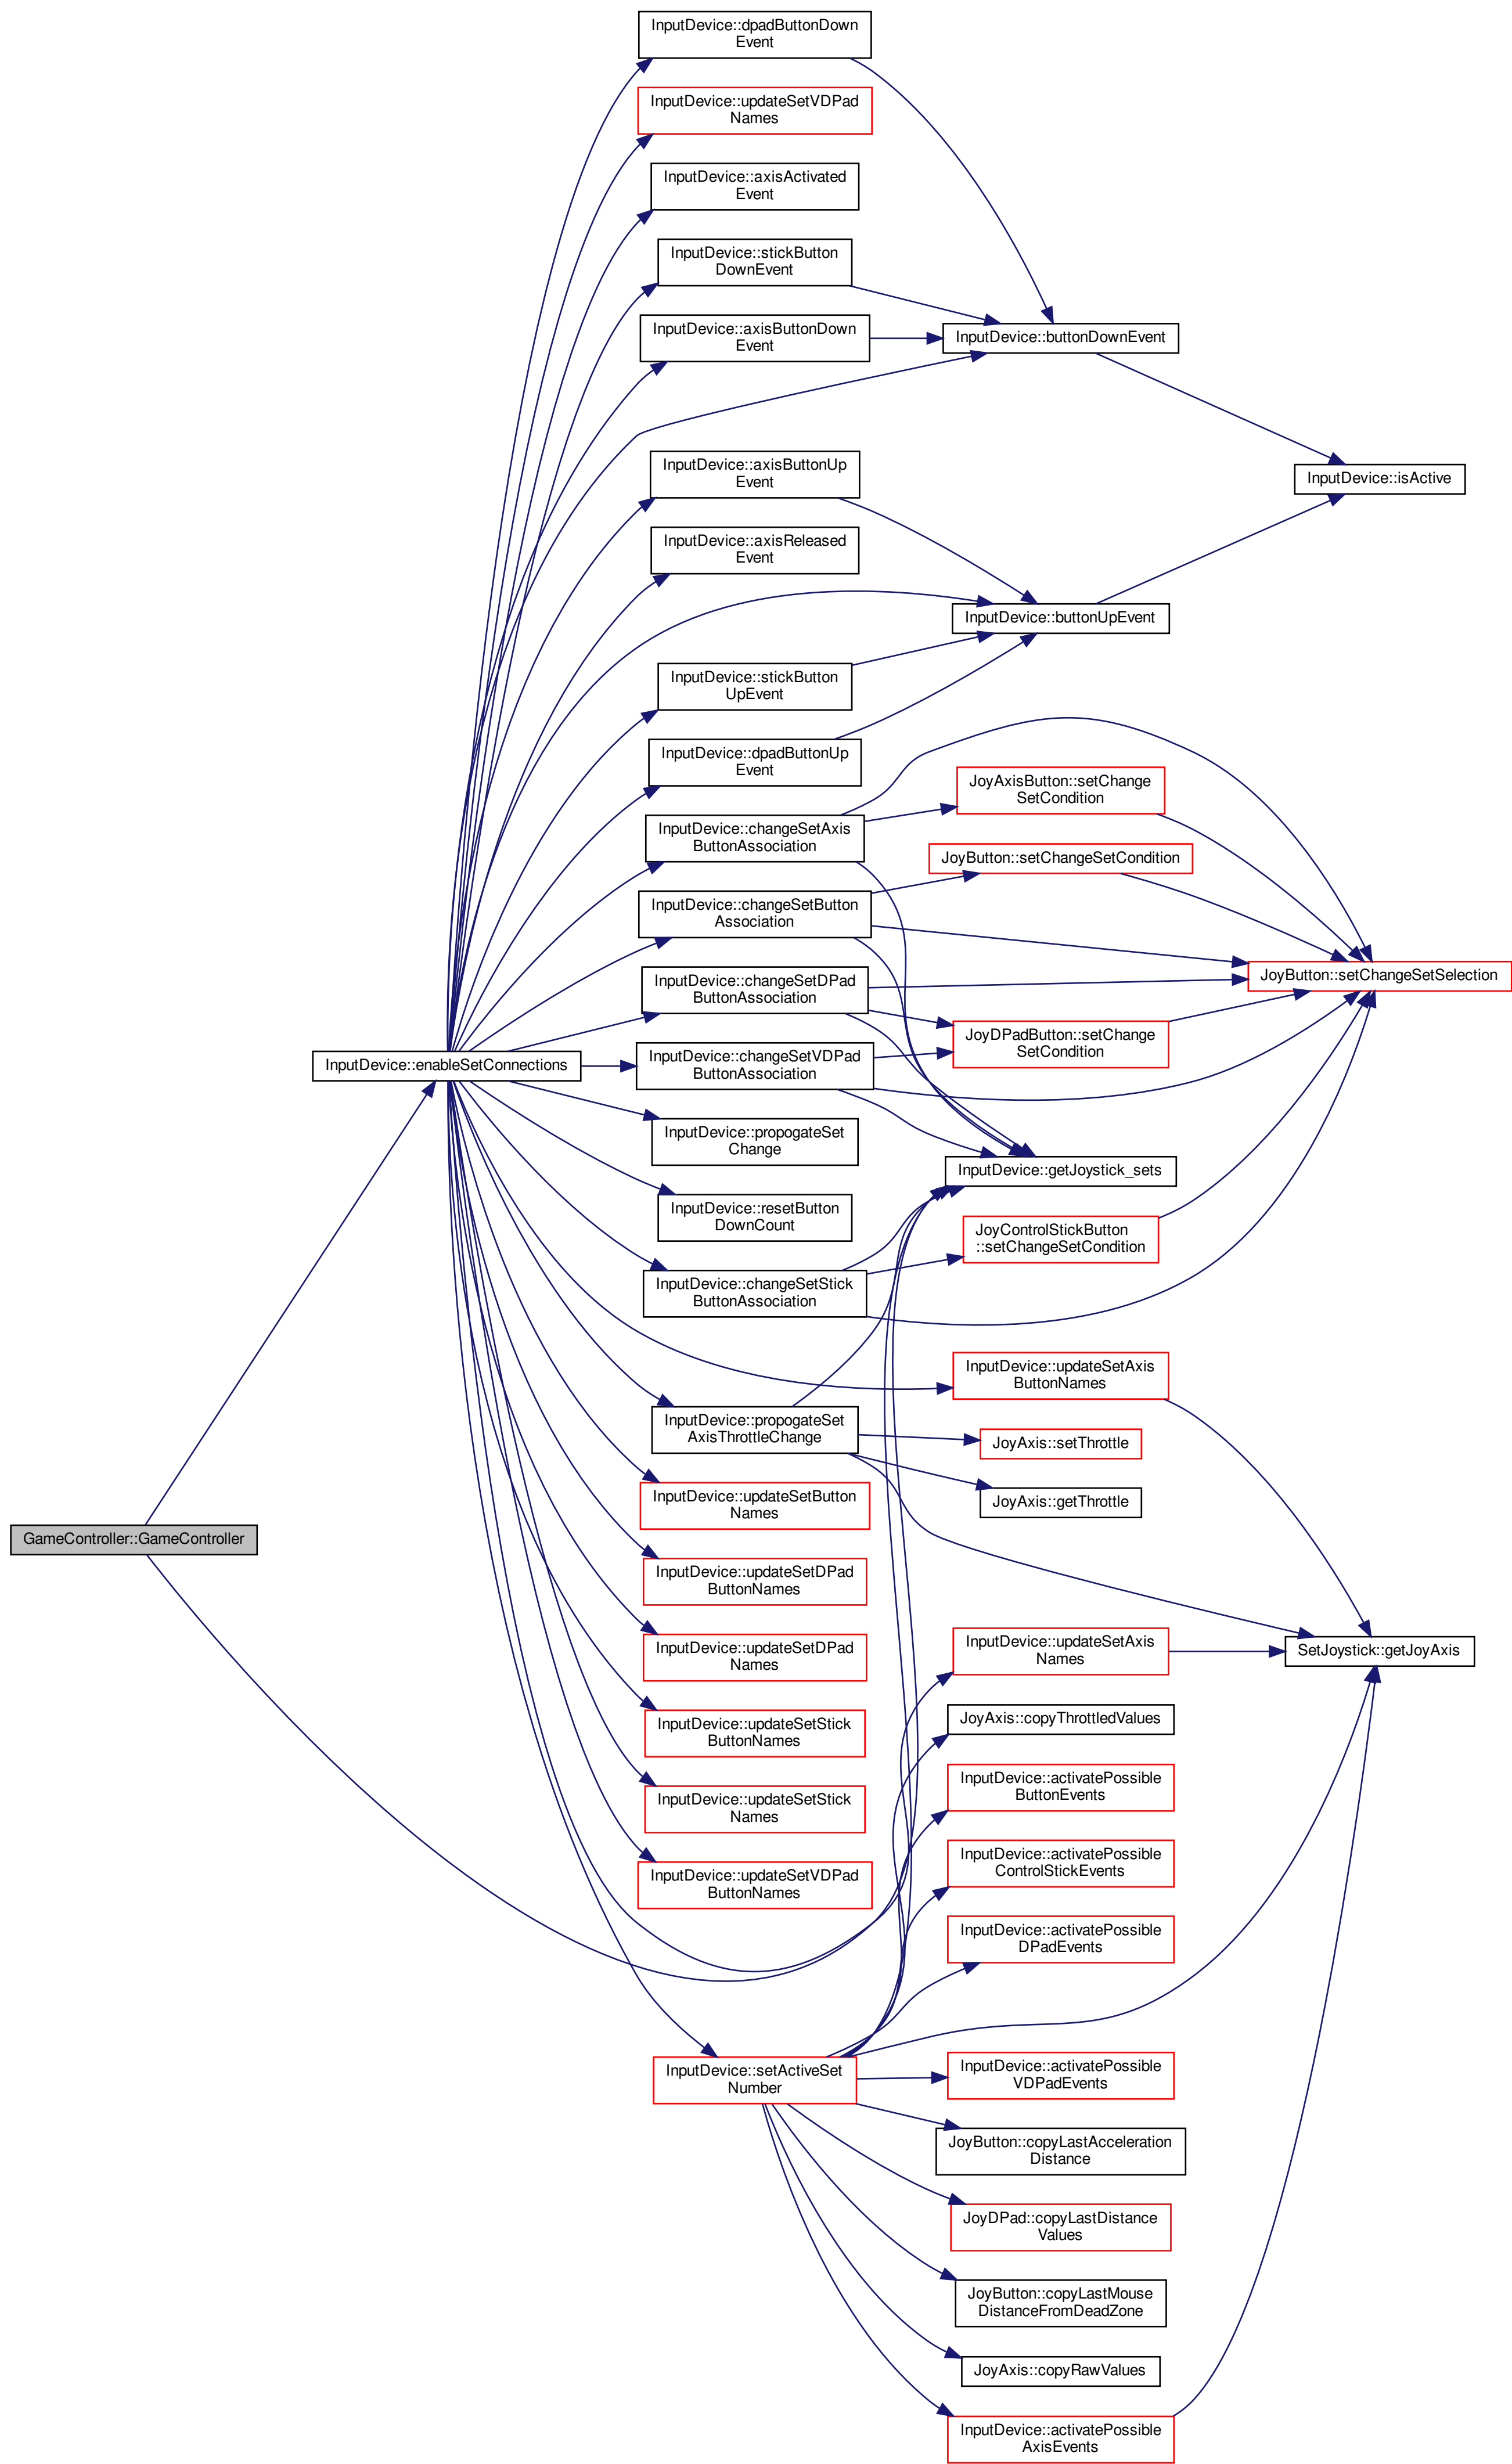 InputDevice::dpadButtonDown
Event
InputDevice::updateSetVDPad
Names
InputDevice::axisActivated
Event
InputDevice::stickButton
DownEvent
InputDevice::axisButtonDown
Event
InputDevice::buttonDownEvent
InputDevice::axisButtonUp
Event
InputDevice::isActive
InputDevice::axisReleased
Event
InputDevice::buttonUpEvent
InputDevice::stickButton
UpEvent
InputDevice::dpadButtonUp
Event
JoyAxisButton::setChange
SetCondition
InputDevice::changeSetAxis
ButtonAssociation
JoyButton::setChangeSetCondition
InputDevice::changeSetButton
Association
JoyButton::setChangeSetSelection
InputDevice::changeSetDPad
ButtonAssociation
JoyDPadButton::setChange
SetCondition
InputDevice::changeSetVDPad
ButtonAssociation
InputDevice::enableSetConnections
InputDevice::propogateSet
Change
InputDevice::getJoystick_sets
InputDevice::resetButton
DownCount
JoyControlStickButton
::setChangeSetCondition
InputDevice::changeSetStick
ButtonAssociation
InputDevice::updateSetAxis
ButtonNames
InputDevice::propogateSet
AxisThrottleChange
JoyAxis::setThrottle
JoyAxis::getThrottle
InputDevice::updateSetButton
Names
GameController::GameController
InputDevice::updateSetDPad
ButtonNames
InputDevice::updateSetDPad
Names
InputDevice::updateSetAxis
Names
SetJoystick::getJoyAxis
InputDevice::updateSetStick
ButtonNames
JoyAxis::copyThrottledValues
InputDevice::updateSetStick
Names
InputDevice::activatePossible
ButtonEvents
InputDevice::updateSetVDPad
ButtonNames
InputDevice::activatePossible
ControlStickEvents
InputDevice::activatePossible
DPadEvents
InputDevice::setActiveSet
Number
InputDevice::activatePossible
VDPadEvents
JoyButton::copyLastAcceleration
Distance
JoyDPad::copyLastDistance
Values
JoyButton::copyLastMouse
DistanceFromDeadZone
JoyAxis::copyRawValues
InputDevice::activatePossible
AxisEvents